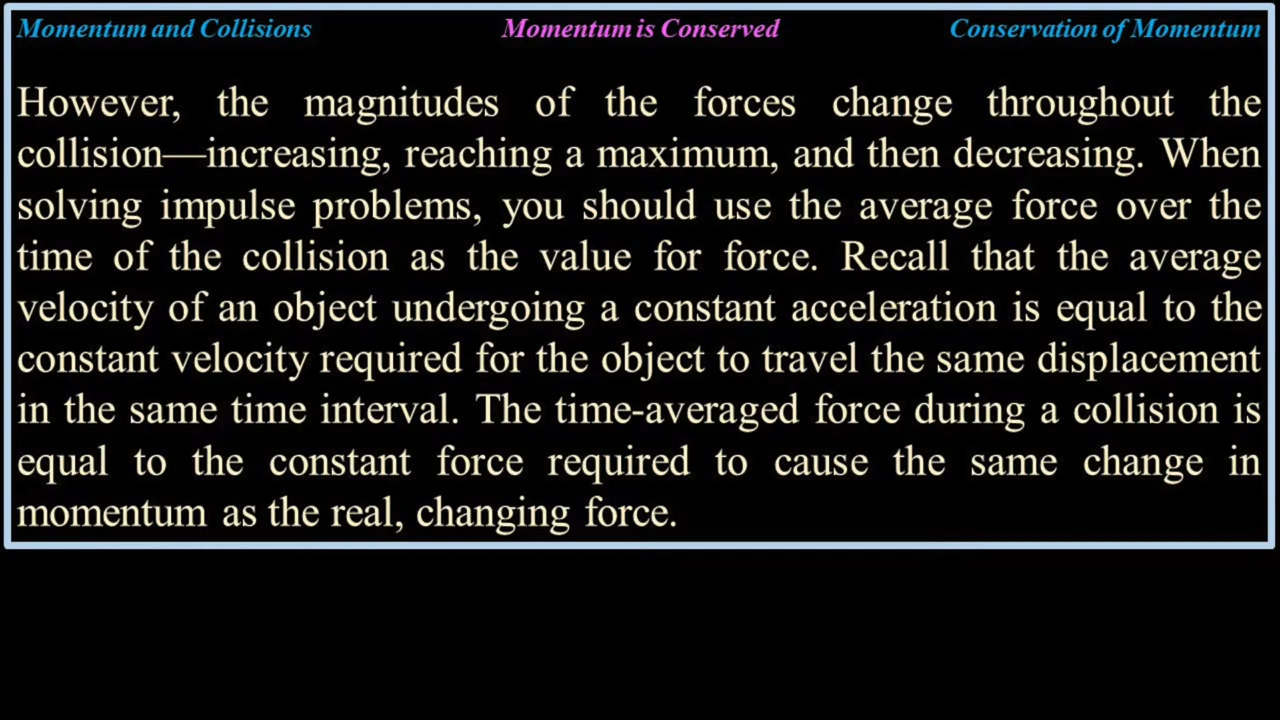 Momentum and Collisions Momentum is Conserved Conservation of Momentum
However, the magnitudes of the forces change throughout the
collision—increasing, reaching a maximum, and then decreasing. When
solving impulse problems, you should use the average force over the
time of the collision as the value for force. Recall that the average
velocity of an object undergoing a constant acceleration is equal to the
constant velocity required for the object to travel the same displacement
in the same time interval. The time-averaged force during a collision is
equal to the constant force required to cause the same change in
momentum as the real, changing force.